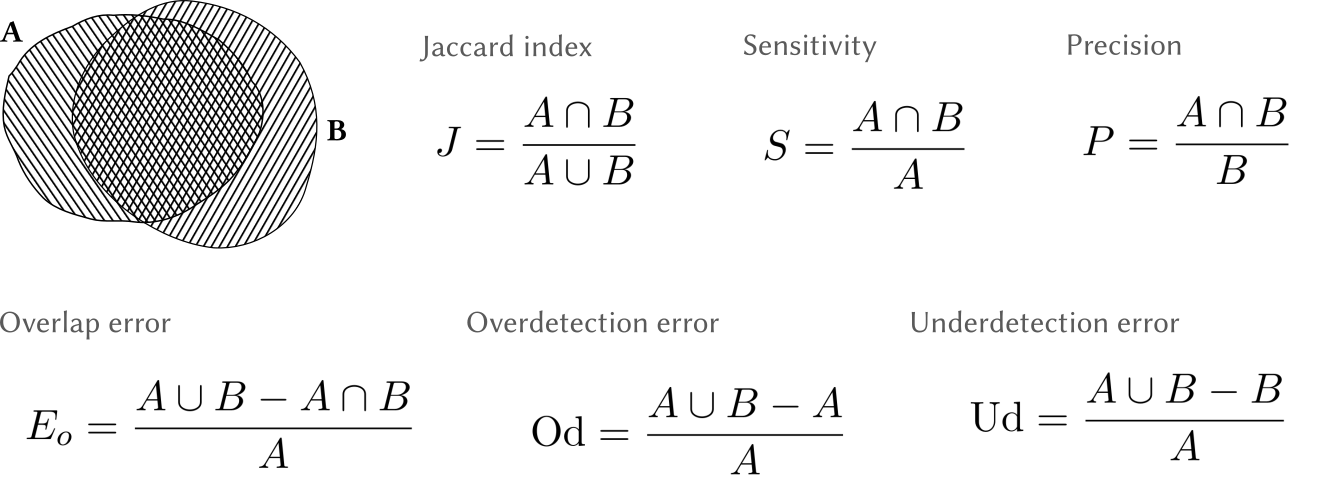 A
B
Jaccard index
J = A ∩ B / A ∪ B
Sensitivity
S = A ∩ B / A
Precision
P = A ∩ B / B
Overlap error
E_o = A ∪ B − A ∩ B / A
Overdetection error
Od = A ∪ B − A / A
Underdetection error
Ud = A ∪ B − B / A